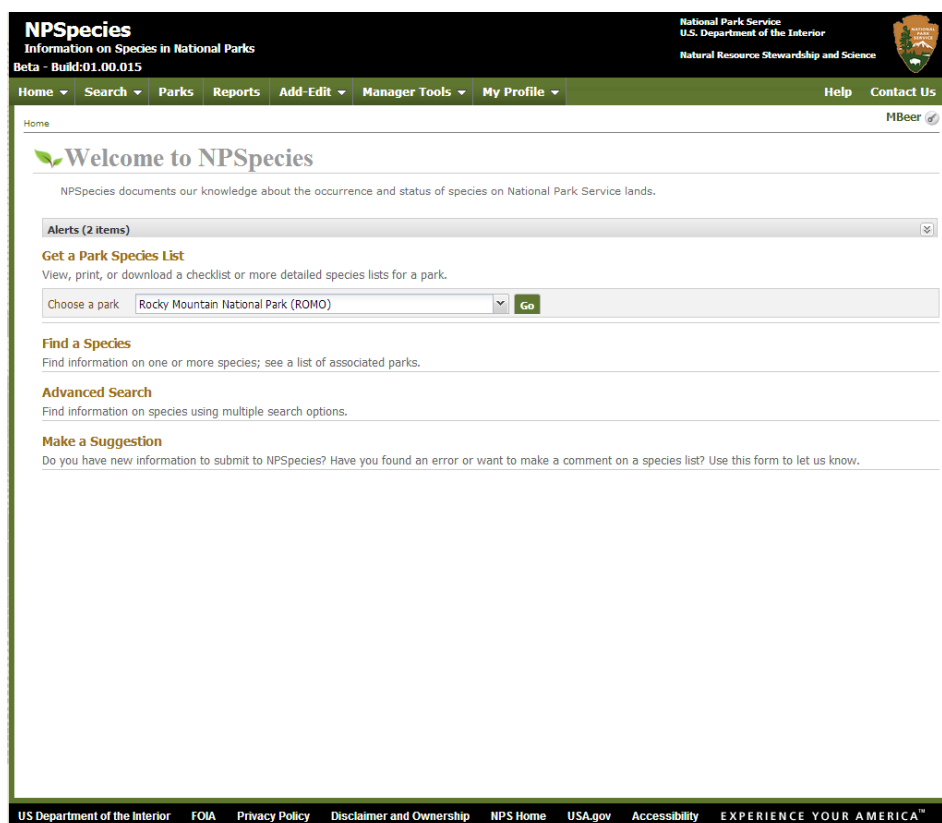 NPSpecies
Information on Species in National Parks
Beta - Build:01.00.015
National Park Service
U.S. Department of the Interior
Natural Resource Stewardship and Science
NATIONAL
PARK
SERVICE
Home Search Parks Reports Add-Edit Manager Tools My Profile Help Contact Us
Home
MBeer
Welcome to NPSpecies
NPSpecies documents our knowledge about the occurrence and status of species on National Park Service lands.
Alerts (2 items)
Get a Park Species List
View, print, or download a checklist or more detailed species lists for a park.
Choose a park Rocky Mountain National Park (ROMO) Go
Find a Species
Find information on one or more species; see a list of associated parks.
Advanced Search
Find information on species using multiple search options.
Make a Suggestion
Do you have new information to submit to NPSpecies? Have you found an error or want to make a comment on a species list? Use this form to let us know.
US Department of the Interior FOIA Privacy Policy Disclaimer and Ownership NPS Home USA.gov Accessibility EXPERIENCE YOUR AMERICA™